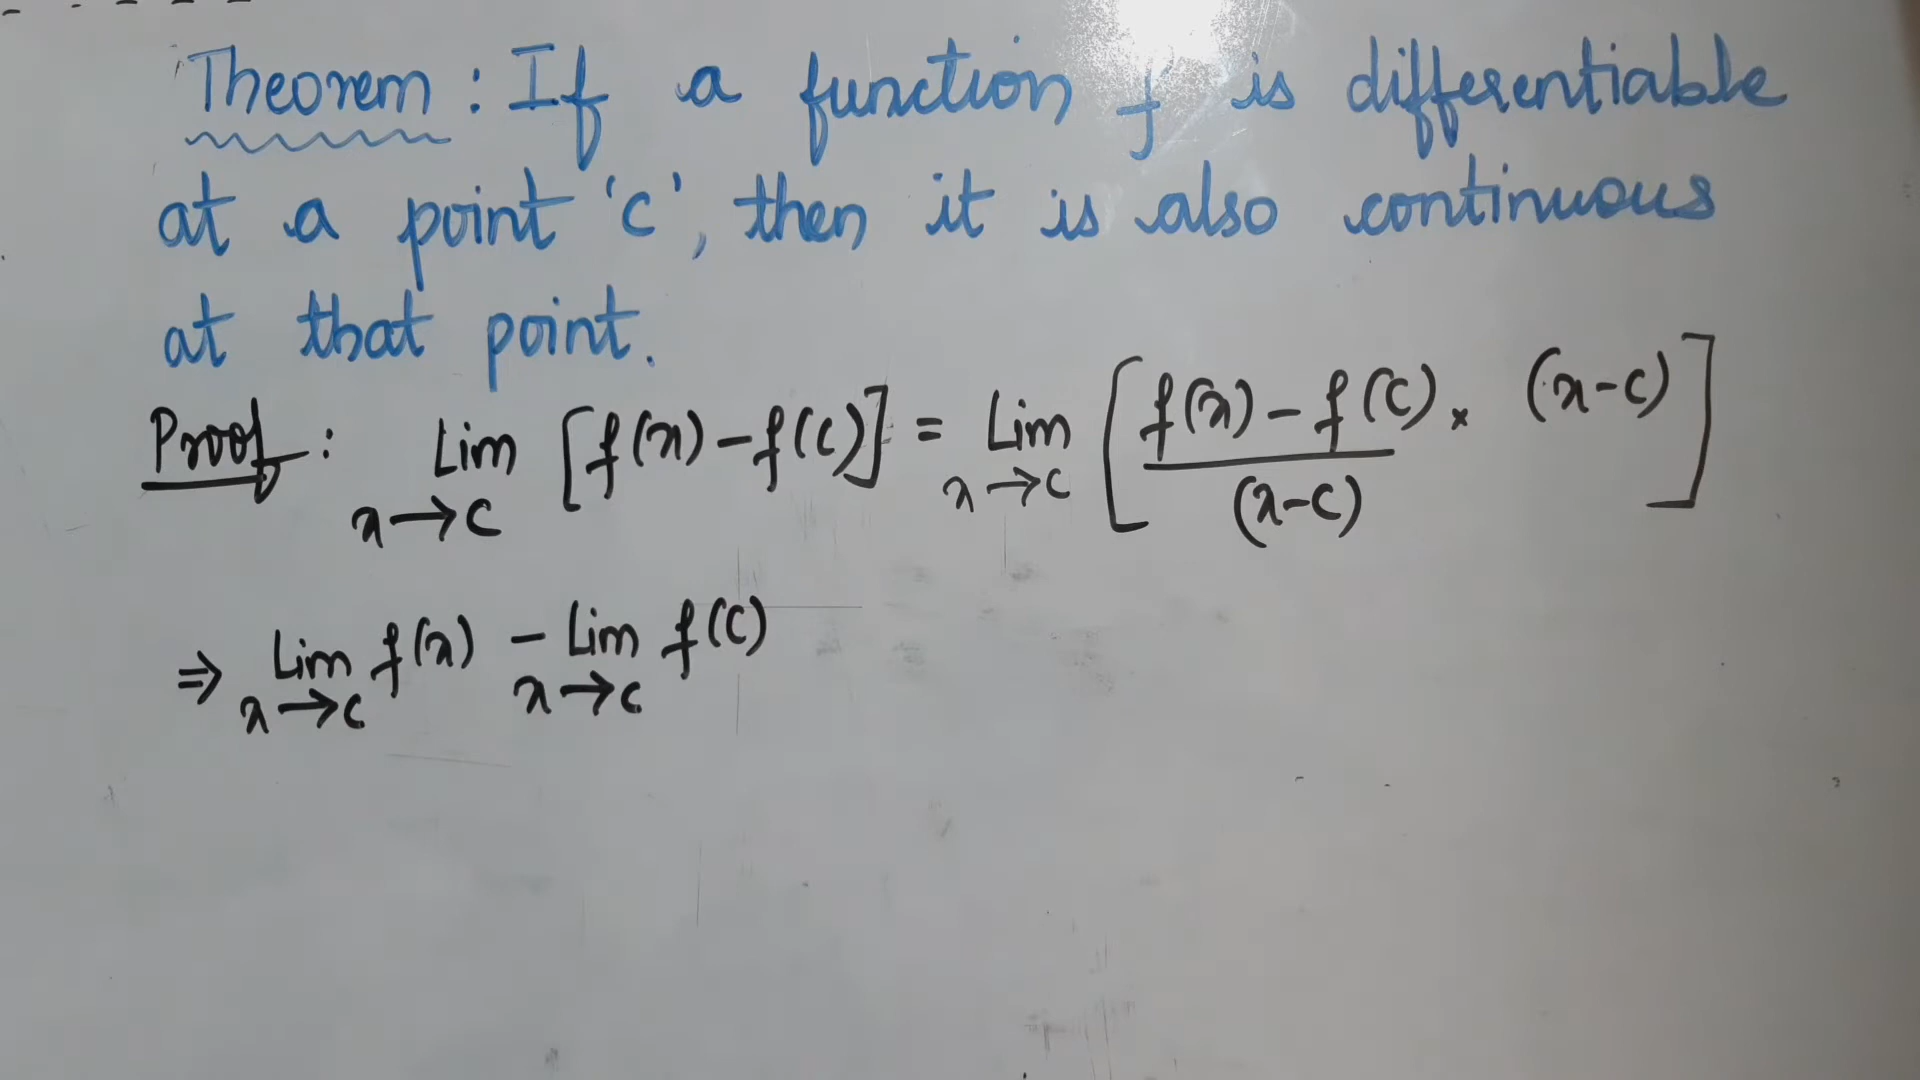 Theorem : If a function f is differentiable
at a point 'c', then it is also continuous
at that point.
Proof : Lim x→c [f(x) - f(c)] = Lim x→c [f(x) - f(c)/(x-c) × (x-c)]
⇒ Lim x→c f(x) - Lim x→c f(c)